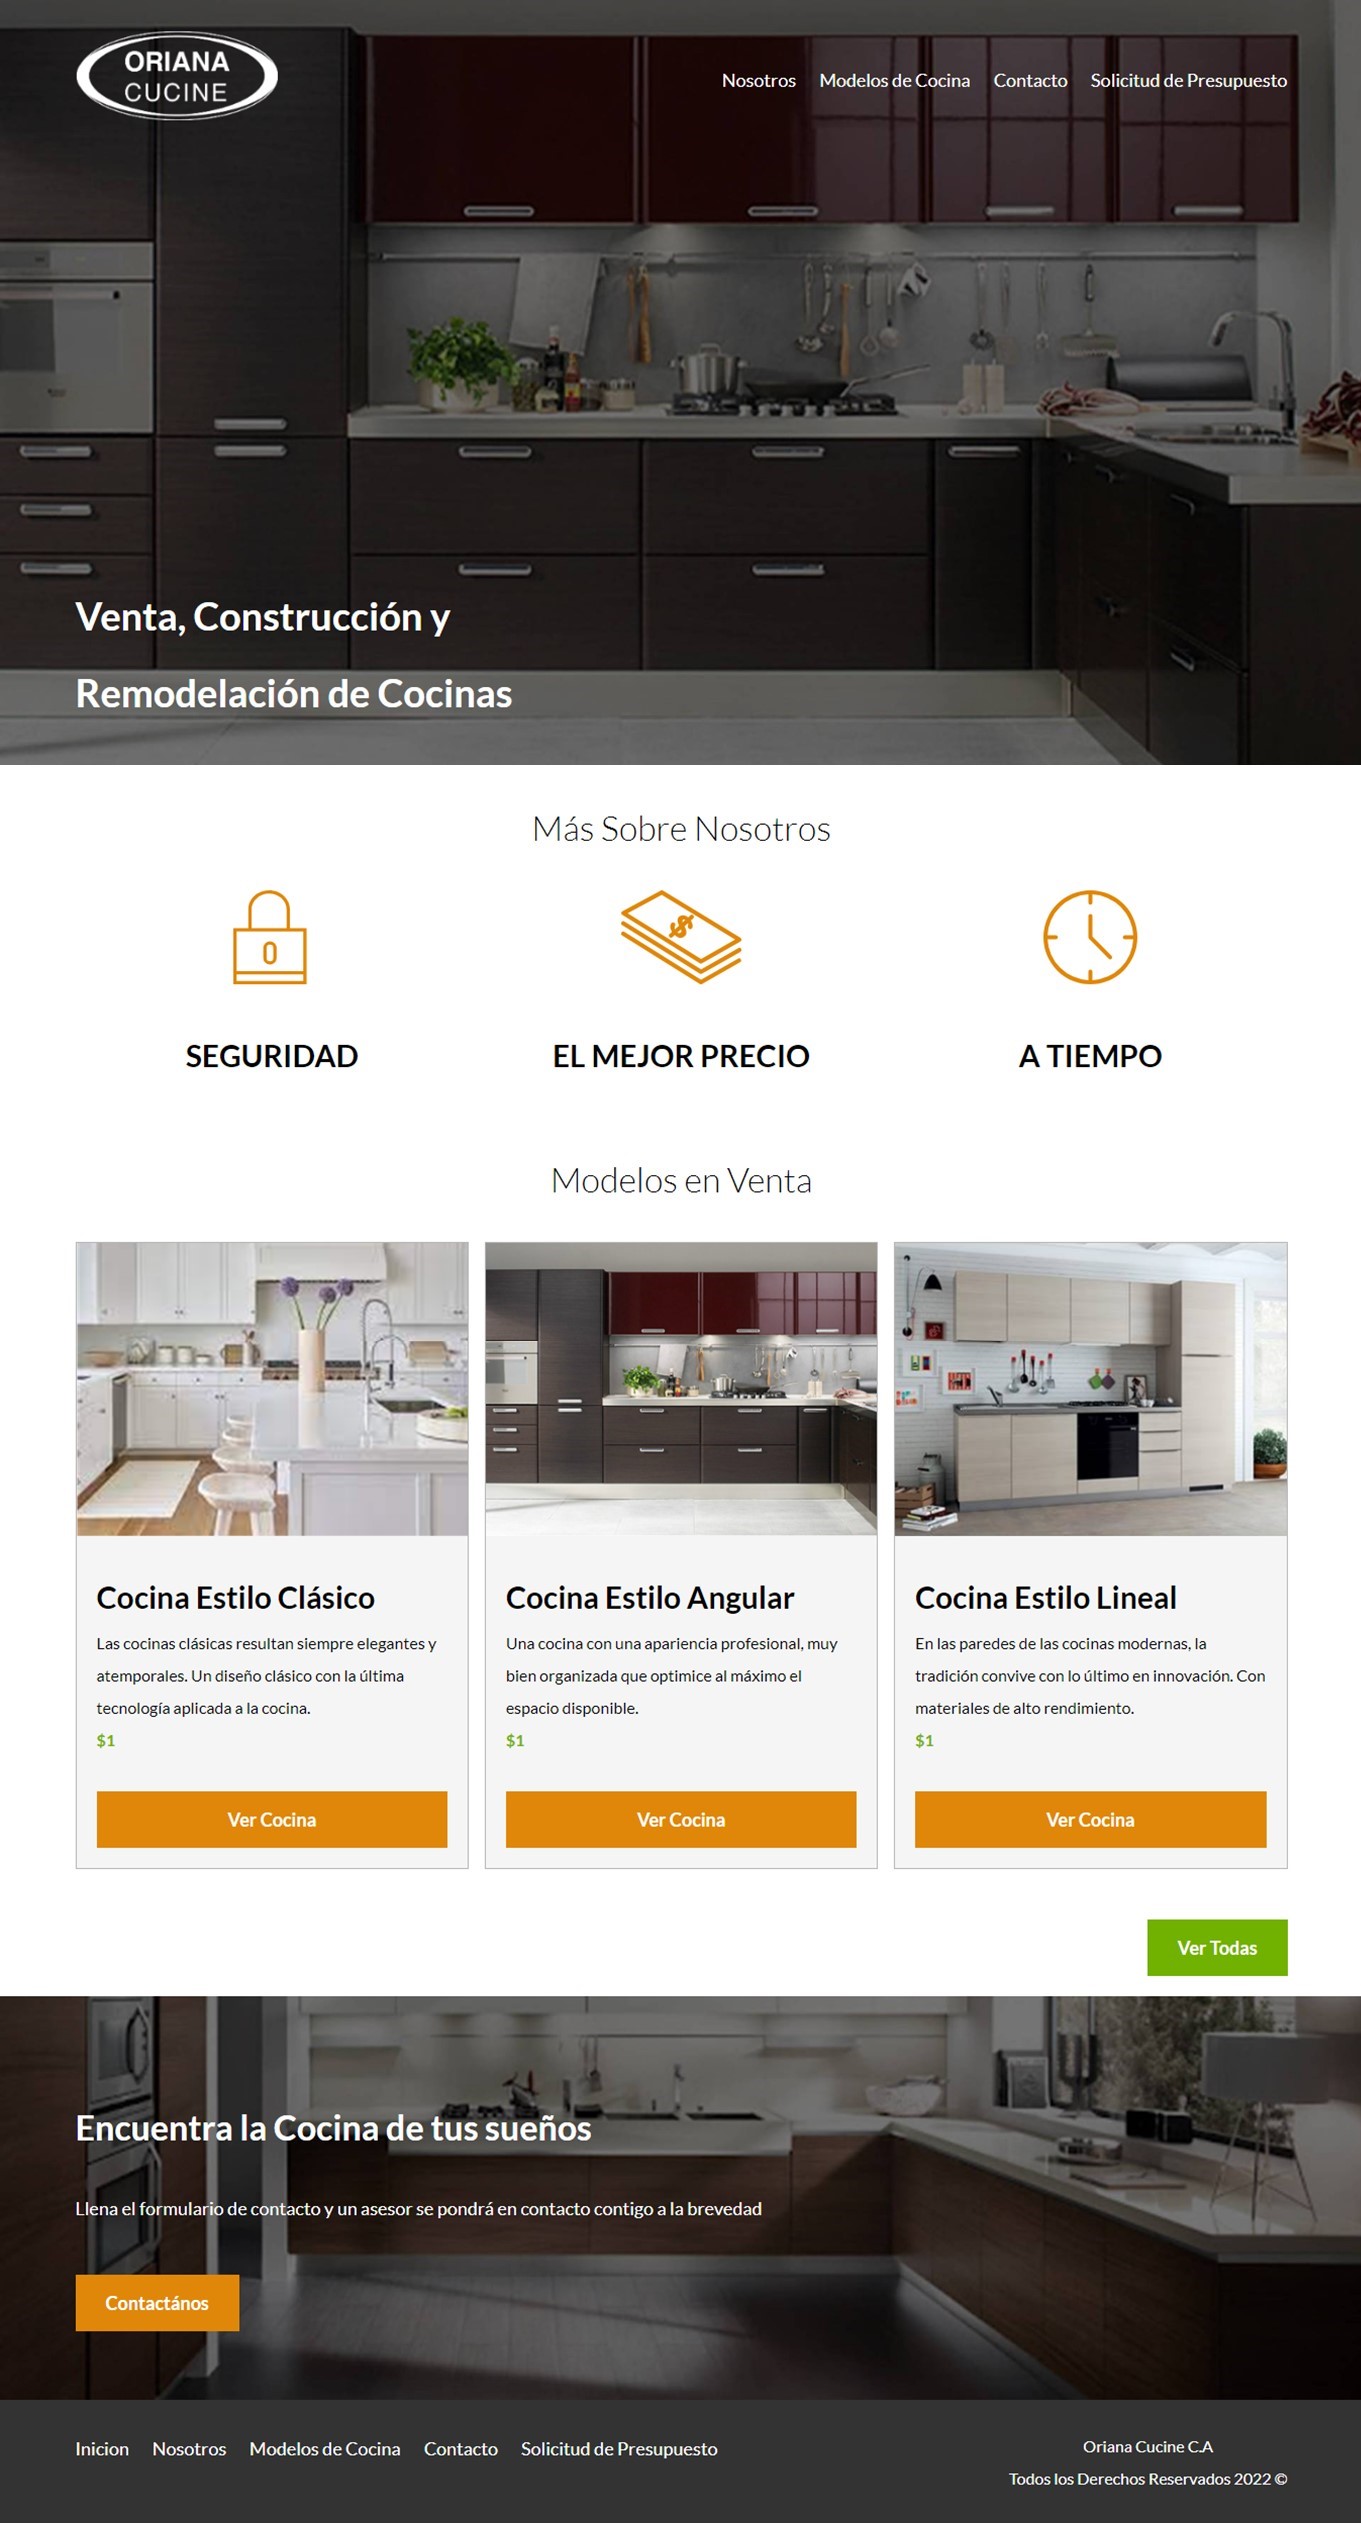 ORIANA
CUCINE
Nosotros Modelos de Cocina Contacto Solicitud de Presupuesto
Venta, Construcción y
Remodelación de Cocinas
Más Sobre Nosotros
SEGURIDAD
$
EL MEJOR PRECIO
A TIEMPO
Modelos en Venta
Cocina Estilo Clásico
Las cocinas clásicas resultan siempre elegantes y
atemporales. Un diseño clásico con la última
tecnología aplicada a la cocina.
$1
Ver Cocina
Cocina Estilo Angular
Una cocina con una apariencia profesional, muy
bien organizada que optimice al máximo el
espacio disponible.
$1
Ver Cocina
Cocina Estilo Lineal
En las paredes de las cocinas modernas, la
tradición convive con lo último en innovación. Con
materiales de alto rendimiento.
$1
Ver Cocina
Ver Todas
Encuentra la Cocina de tus sueños
Llena el formulario de contacto y un asesor se pondrá en contacto contigo a la brevedad
Contactános
Inicion Nosotros Modelos de Cocina Contacto Solicitud de Presupuesto
Oriana Cucine C.A
Todos los Derechos Reservados 2022 ©